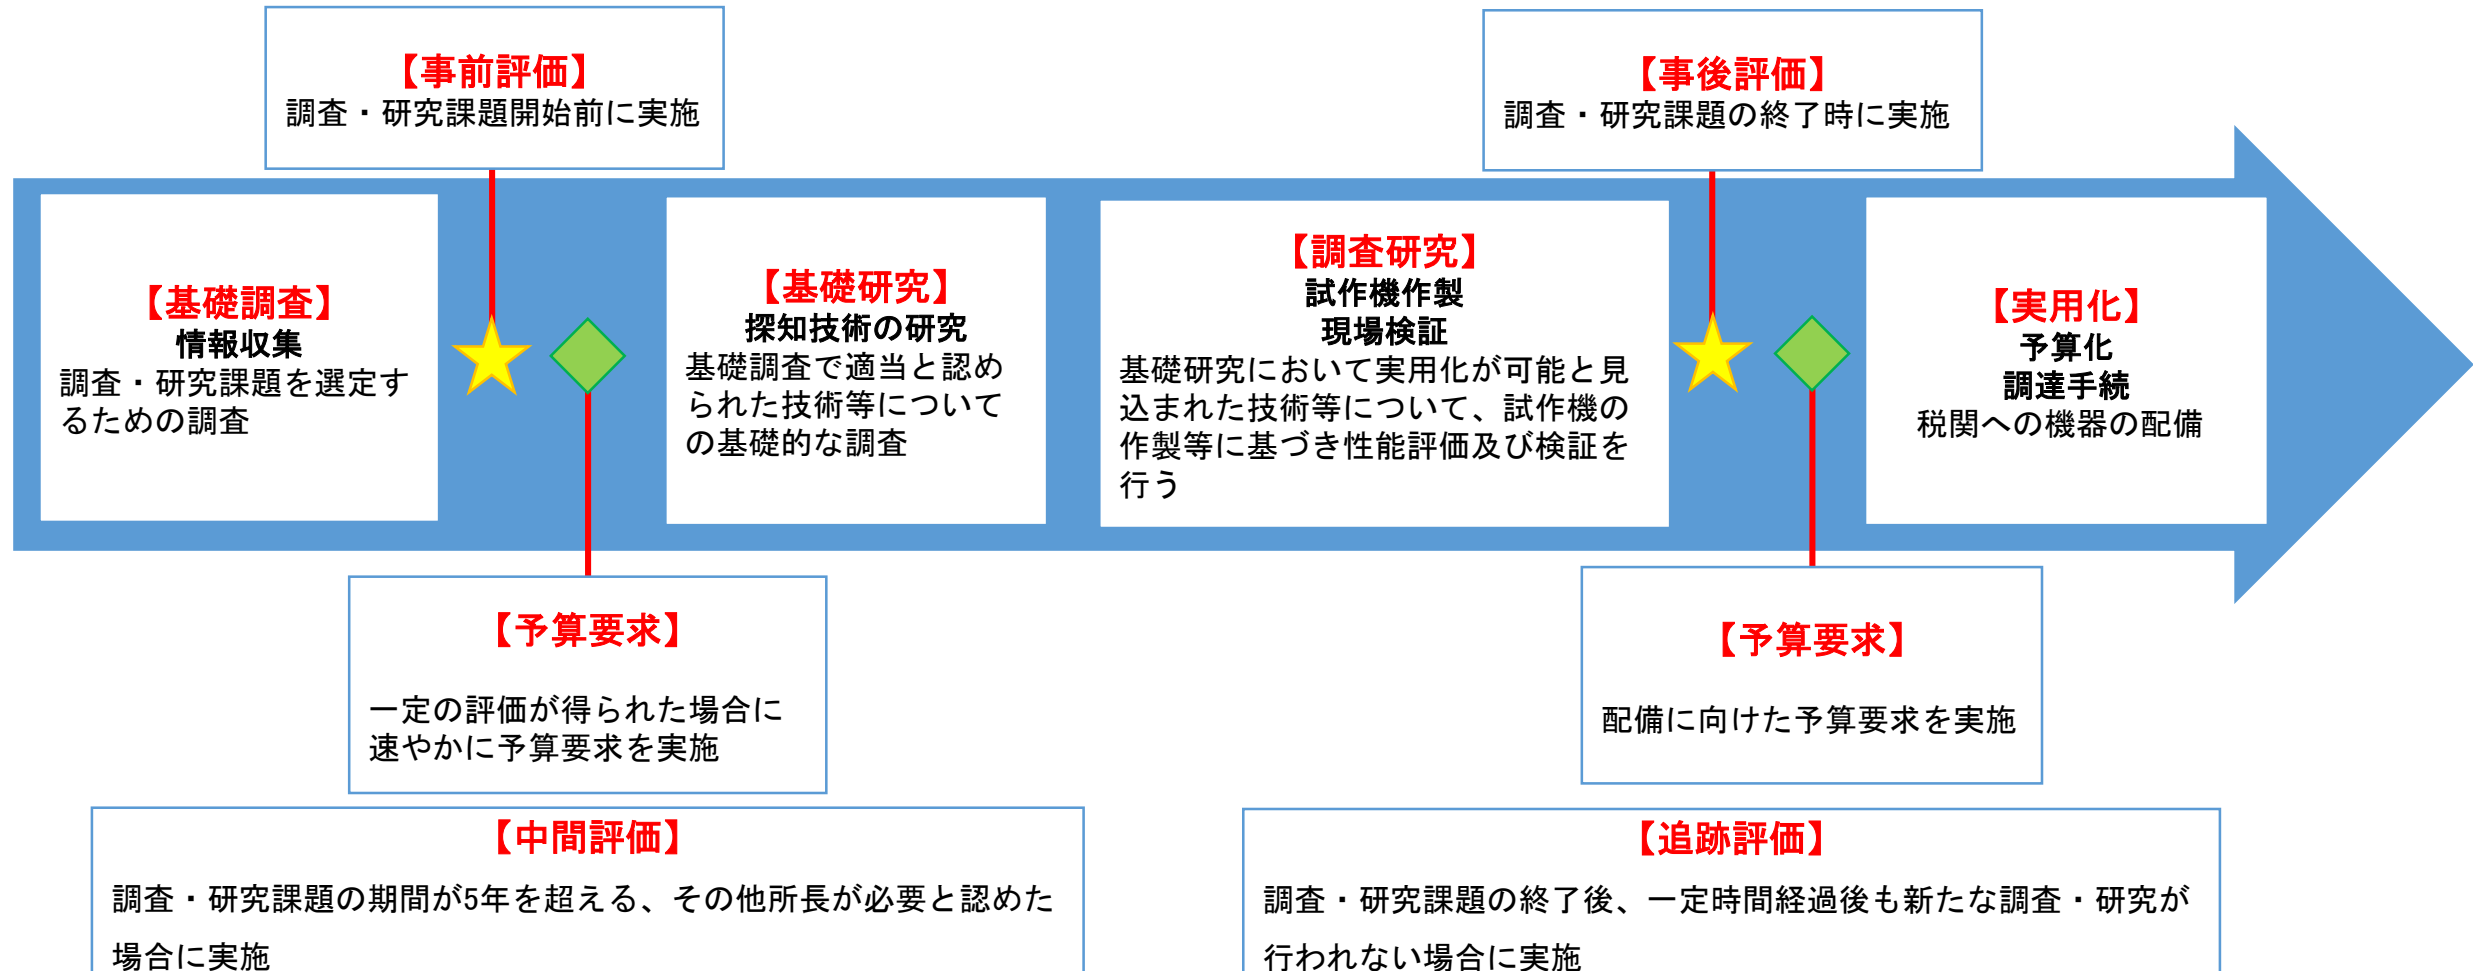 【事前評価】
調査・研究課題開始前に実施
【事後評価】
調査・研究課題の終了時に実施
【基礎調査】
情報収集
調査・研究課題を選定す
るための調査
【基礎研究】
探知技術の研究
基礎調査で適当と認め
られた技術等について
の基礎的な調査
【調査研究】
試作機作製
現場検証
基礎研究において実用化が可能と見
込まれた技術等について、試作機の
作製等に基づき性能評価及び検証を
行う
【実用化】
予算化
調達手続
税関への機器の配備
【予算要求】
一定の評価が得られた場合に
速やかに予算要求を実施
【予算要求】
配備に向けた予算要求を実施
【中間評価】
調査・研究課題の期間が5年を超える、その他所長が必要と認めた
場合に実施
【追跡評価】
調査・研究課題の終了後、一定時間経過後も新たな調査・研究が
行われない場合に実施